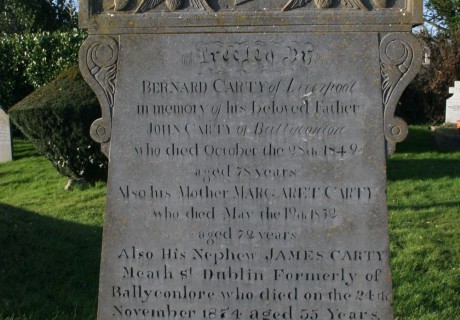 Erected By
BERNARD CARTY of Liverpool
in memory of his Beloved Father
JOHN CARTY of Ballyconlon
who died October the 28th 1849
aged 78 years
Also his Mother MARGARET CARTY
who died May the 19th 1852
aged 72 years
Also His Nephew JAMES CARTY
Meath St Dublin Formerly of
Ballyconlore who died on the 24th
November 1874 aged 55 Years